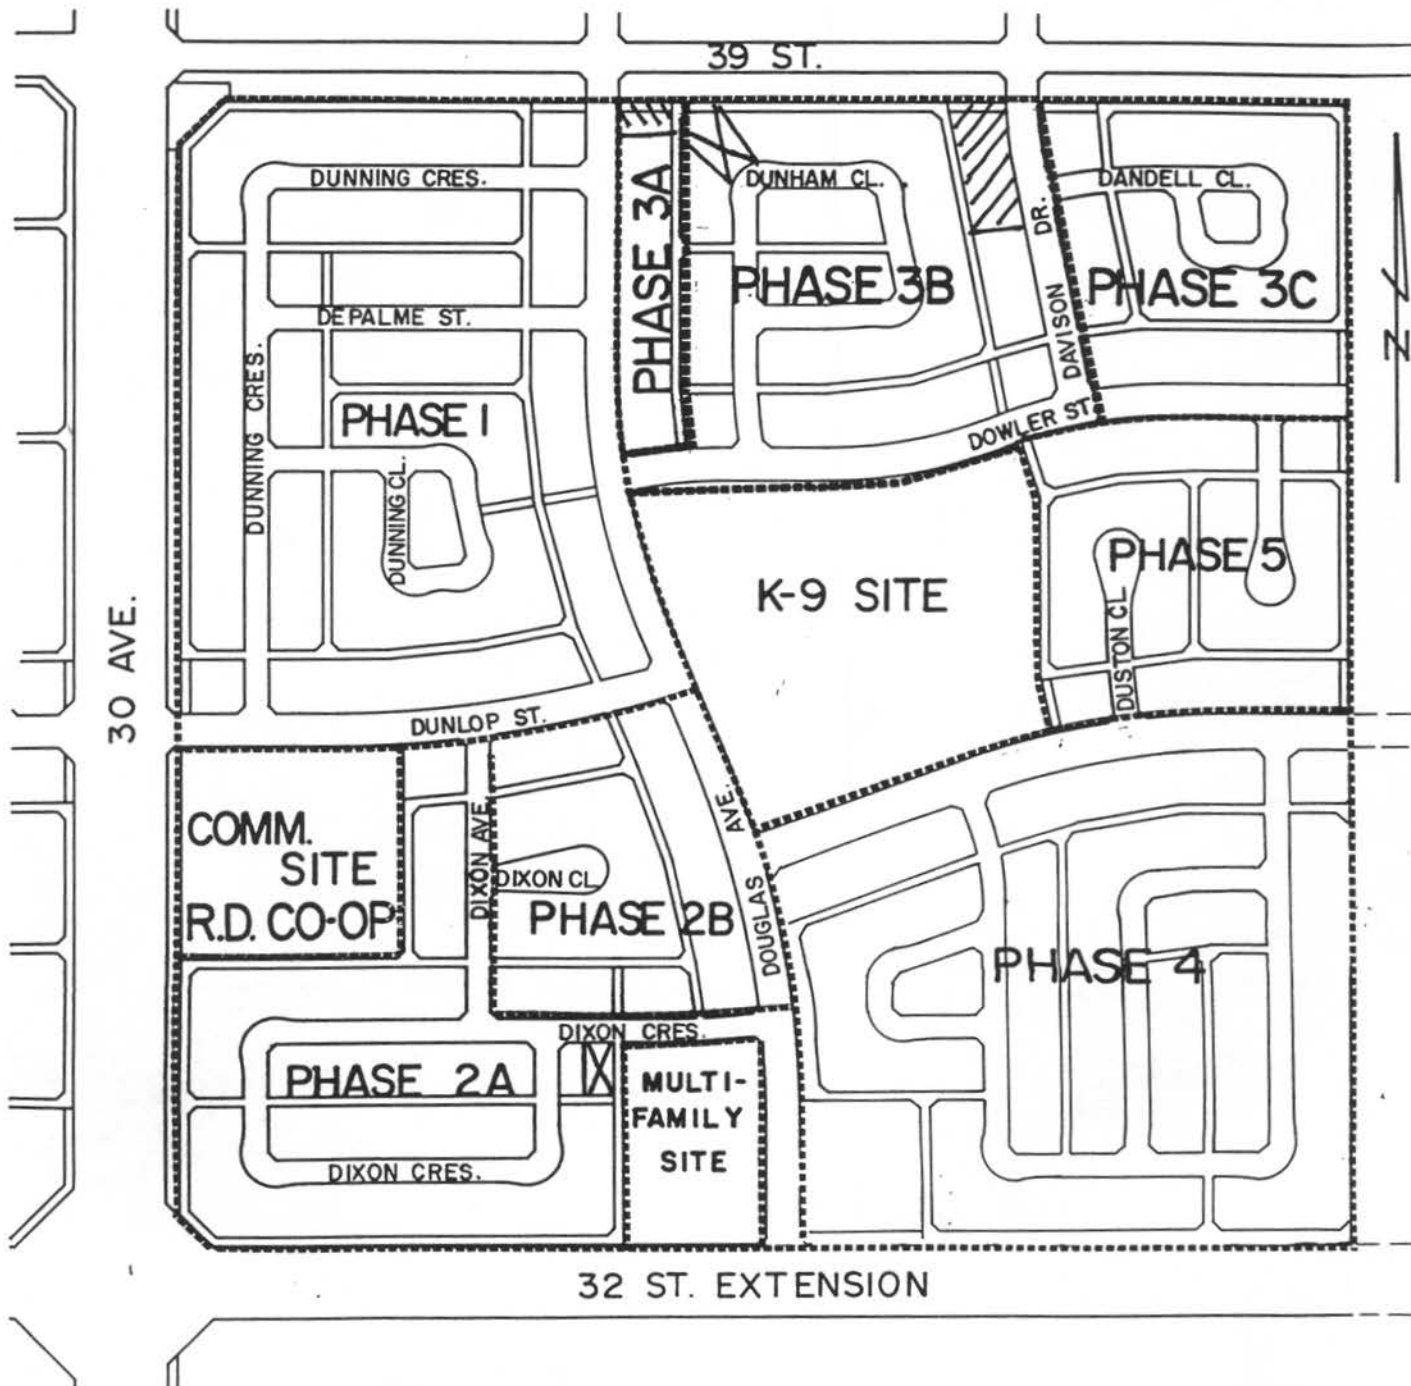 39 ST.
DUNNING CRES.
PHASE 3A
DUNHAM CL.
DANDELL CL.
DAVISON DR.
PHASE 3B
PHASE 3C
N
DEPALME ST.
DUNNING CRES.
PHASE 1
DOWLER ST
DUNNING CL.
PHASE 5
K-9 SITE
30 AVE.
DUSTON CL
DUNLOP ST.
COMM.
SITE
R.D. CO-OP
DIXON AVE
DIXON CL
PHASE 2B
DOUGLAS AVE.
PHASE 4
DIXON CRES.
PHASE 2A
MULTI-
FAMILY
SITE
DIXON CRES.
32 ST. EXTENSION